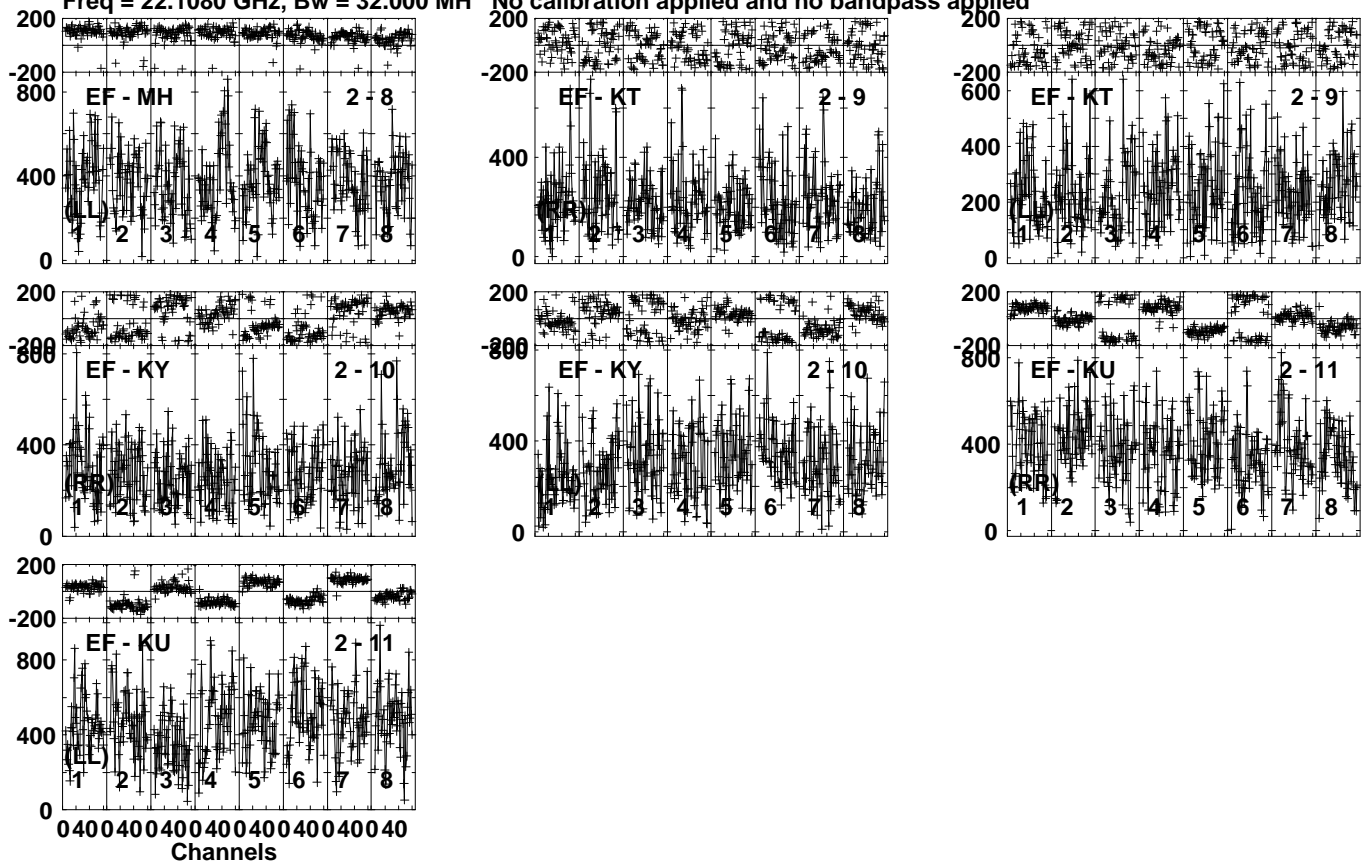 Freq = 22.1080 GHz, Bw = 32.000 MH No calibration applied and no bandpass applied
200
-200
EF - MH 2 - 8
800
400
(LL)
1 2 3 4 5 6 7 8
0
200
-200
EF - KT 2 - 9
400
(RR)
1 2 3 4 5 6 7 8
0
200
-200
600
EF - KT 2 - 9
400
200
(LL)
1 2 3 4 5 6 7 8
0
200
-200
800
EF - KY 2 - 10
400
(RR)
1 2 3 4 5 6 7 8
0
200
-200
800
EF - KY 2 - 10
400
(LL)
1 2 3 4 5 6 7 8
0
200
-200
800
EF - KU 2 - 11
400
(RR)
1 2 3 4 5 6 7 8
0
200
-200
EF - KU 2 - 11
800
400
(LL)
1 2 3 4 5 6 7 8
0
0 40 0 40 0 40 0 40 0 40 0 40 0 40 0 40
Channels